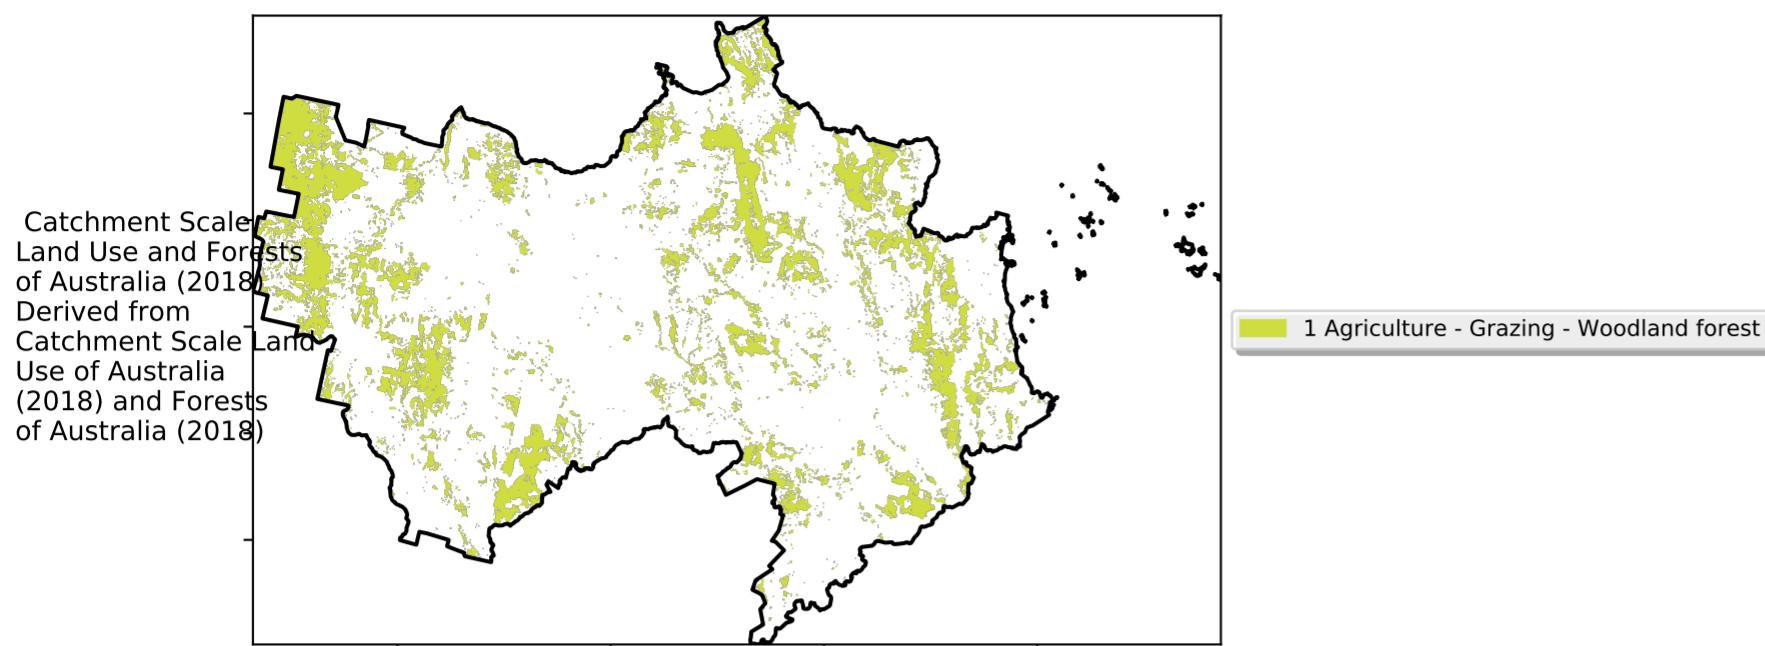 Catchment Scale
Land Use and Forests
of Australia (2018)
Derived from
Catchment Scale Land
Use of Australia
(2018) and Forests
of Australia (2018)
1 Agriculture - Grazing - Woodland forest